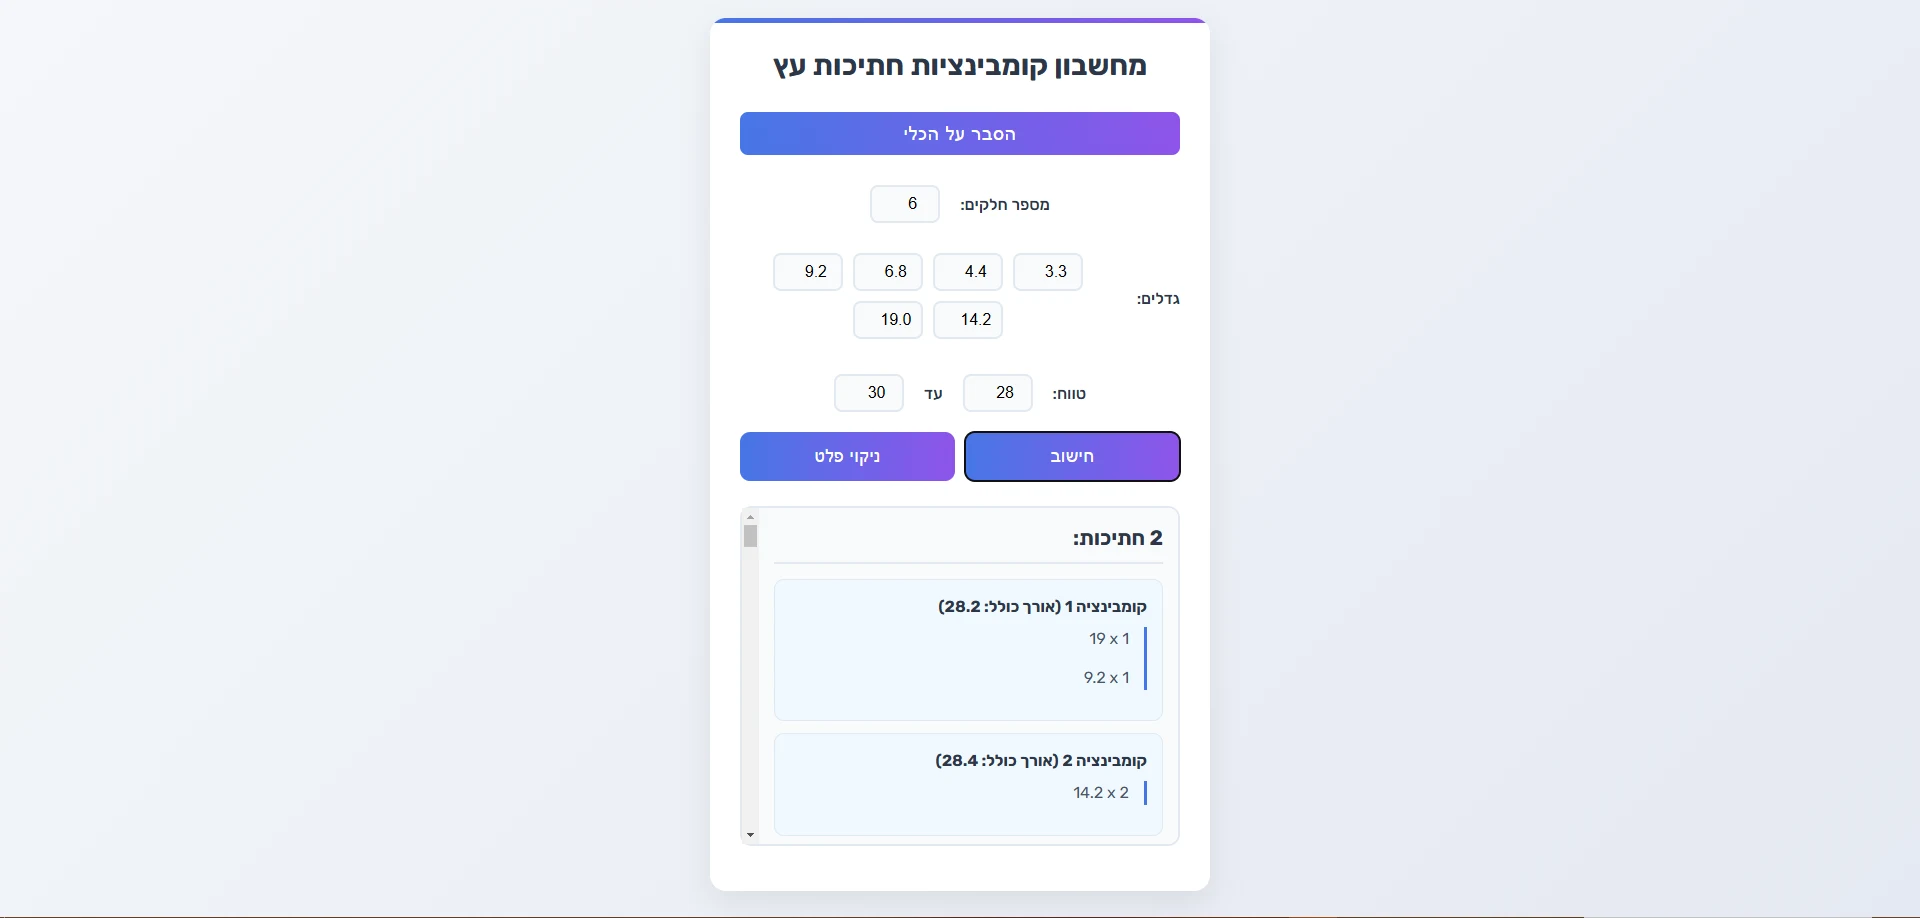 מחשבון קומבינציות חתיכות עץ
הסבר על הכלי
מספר חלקים: 6
3.3 4.4 6.8 9.2
גדלים:
14.2 19.0
טווח: 28 עד 30
חישוב ניקוי פלט
2 חתיכות:
קומבינציה 1 (אורך כולל: 28.2)
19 x 1
9.2 x 1
קומבינציה 2 (אורך כולל: 28.4)
14.2 x 2